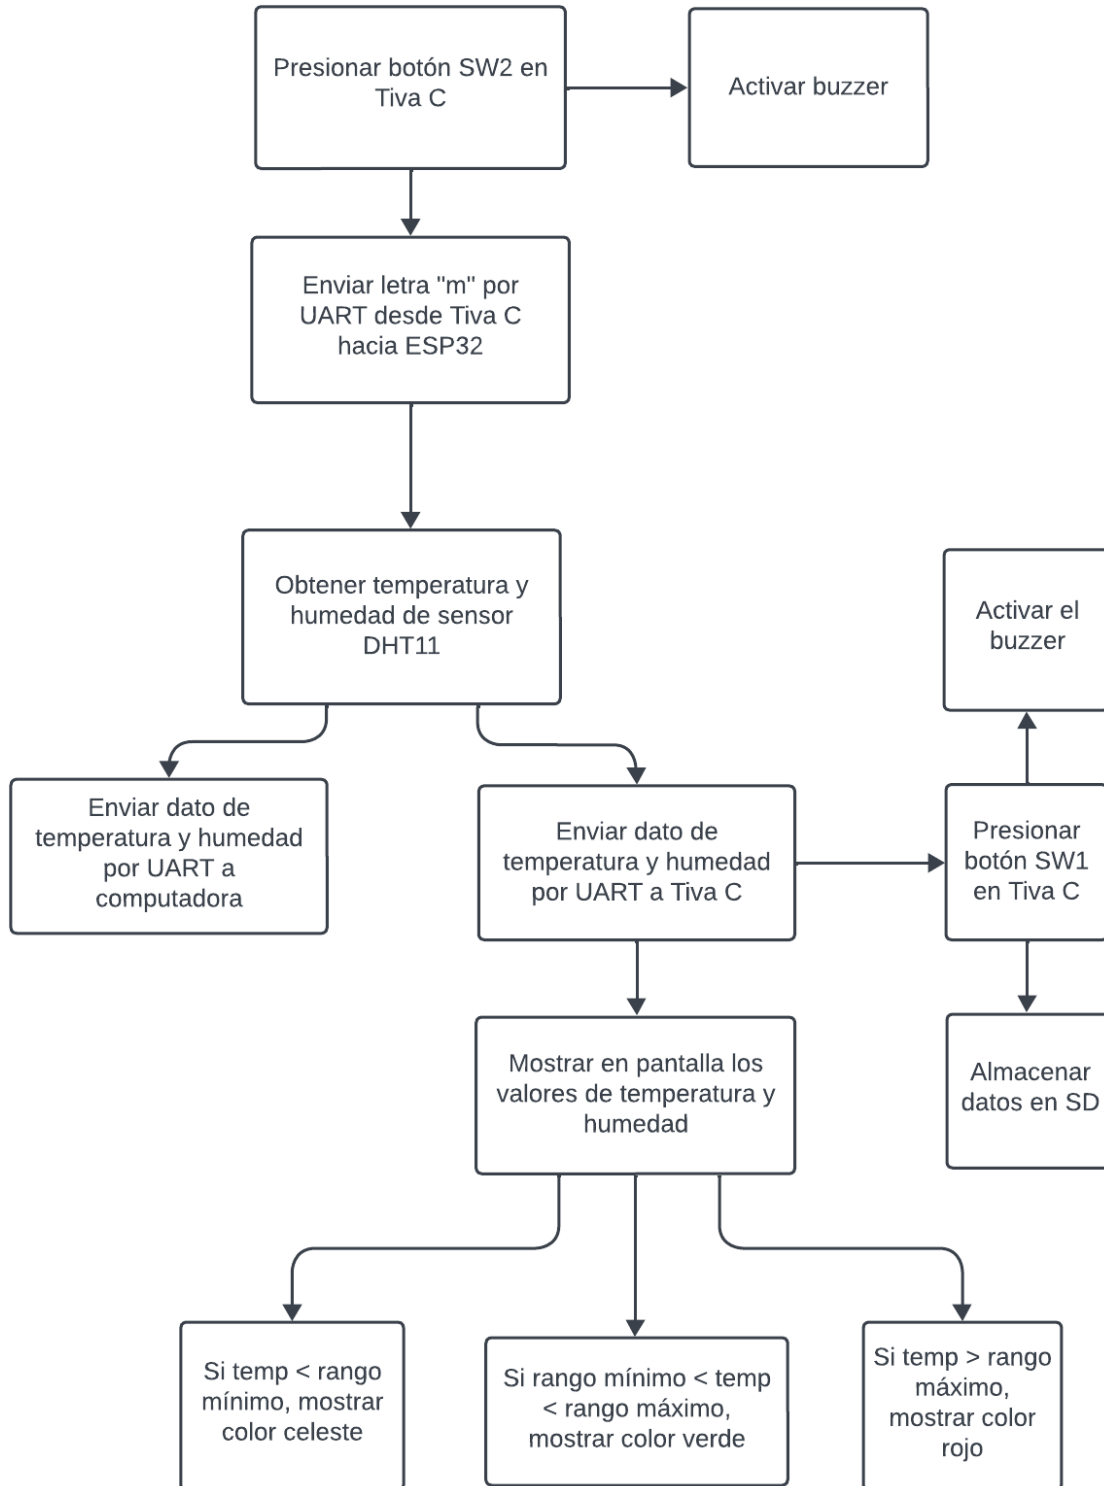 Presionar botón SW2 en
Tiva C
Activar buzzer
Enviar letra "m" por
UART desde Tiva C
hacia ESP32
Obtener temperatura y
humedad de sensor
DHT11
Activar el
buzzer
Enviar dato de
temperatura y humedad
por UART a
computadora
Enviar dato de
temperatura y humedad
por UART a Tiva C
Presionar
botón SW1
en Tiva C
Mostrar en pantalla los
valores de temperatura y
humedad
Almacenar
datos en SD
Si temp < rango
mínimo, mostrar
color celeste
Si rango mínimo < temp
< rango máximo,
mostrar color verde
Si temp > rango
máximo,
mostrar color
rojo